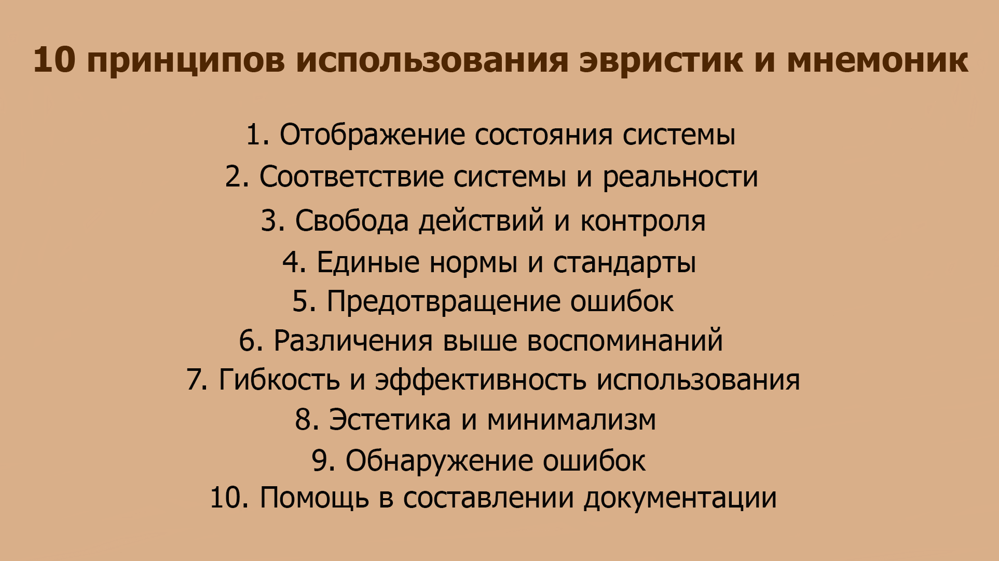 10 принципов использования эвристик и мнемоник
1. Отображение состояния системы
2. Соответствие системы и реальности
3. Свобода действий и контроля
4. Единые нормы и стандарты
5. Предотвращение ошибок
6. Различения выше воспоминаний
7. Гибкость и эффективность использования
8. Эстетика и минимализм
9. Обнаружение ошибок
10. Помощь в составлении документации